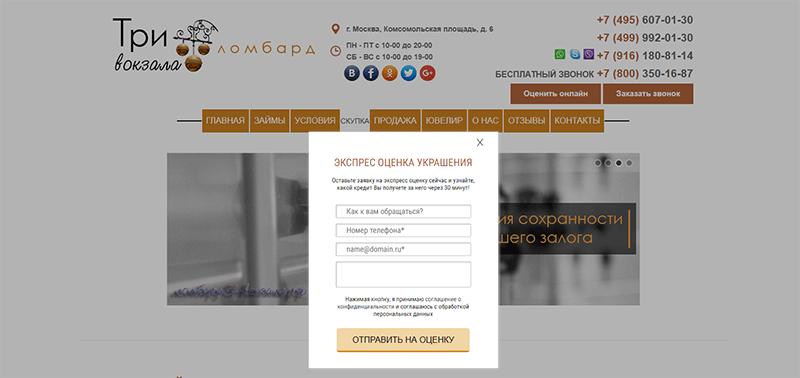 Три
вокзала
ломбард
г. Москва, Комсомольская площадь, д. 6
ПН - ПТ с 10-00 до 20-00
СБ - ВС с 10-00 до 19-00
+7 (495) 607-01-30
+7 (499) 992-01-30
+7 (916) 180-81-14
БЕСПЛАТНЫЙ ЗВОНОК +7 (800) 350-16-87
Оценить онлайн Заказать звонок
ГЛАВНАЯ ЗАЙМЫ УСЛОВИЯ СКУПКА ПРОДАЖА ЮВЕЛИР О НАС ОТЗЫВЫ КОНТАКТЫ
X
ЭКСПРЕС ОЦЕНКА УКРАШЕНИЯ
Оставьте заявку на экспресс оценку сейчас и узнайте,
какой кредит Вы получете за него через 30 минут!
Как к вам обращаться?
Номер телефона*
name@domain.ru*
Нажимая кнопку, я принимаю соглашение о
конфиденциальности и соглашаюсь с обработкой
персональных данных
ОТПРАВИТЬ НА ОЦЕНКУ
ия сохранности
шего залога